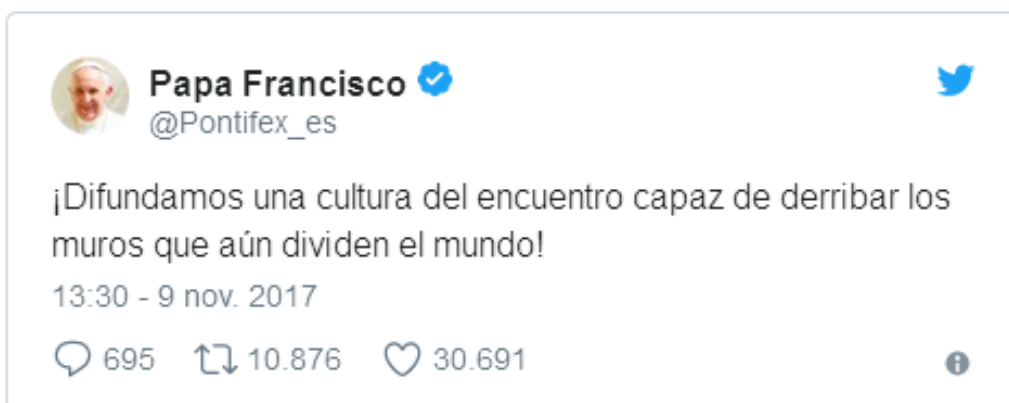 Papa Francisco
@Pontifex_es
¡Difundamos una cultura del encuentro capaz de derribar los
muros que aún dividen el mundo!
13:30 - 9 nov. 2017
695 10.876 30.691